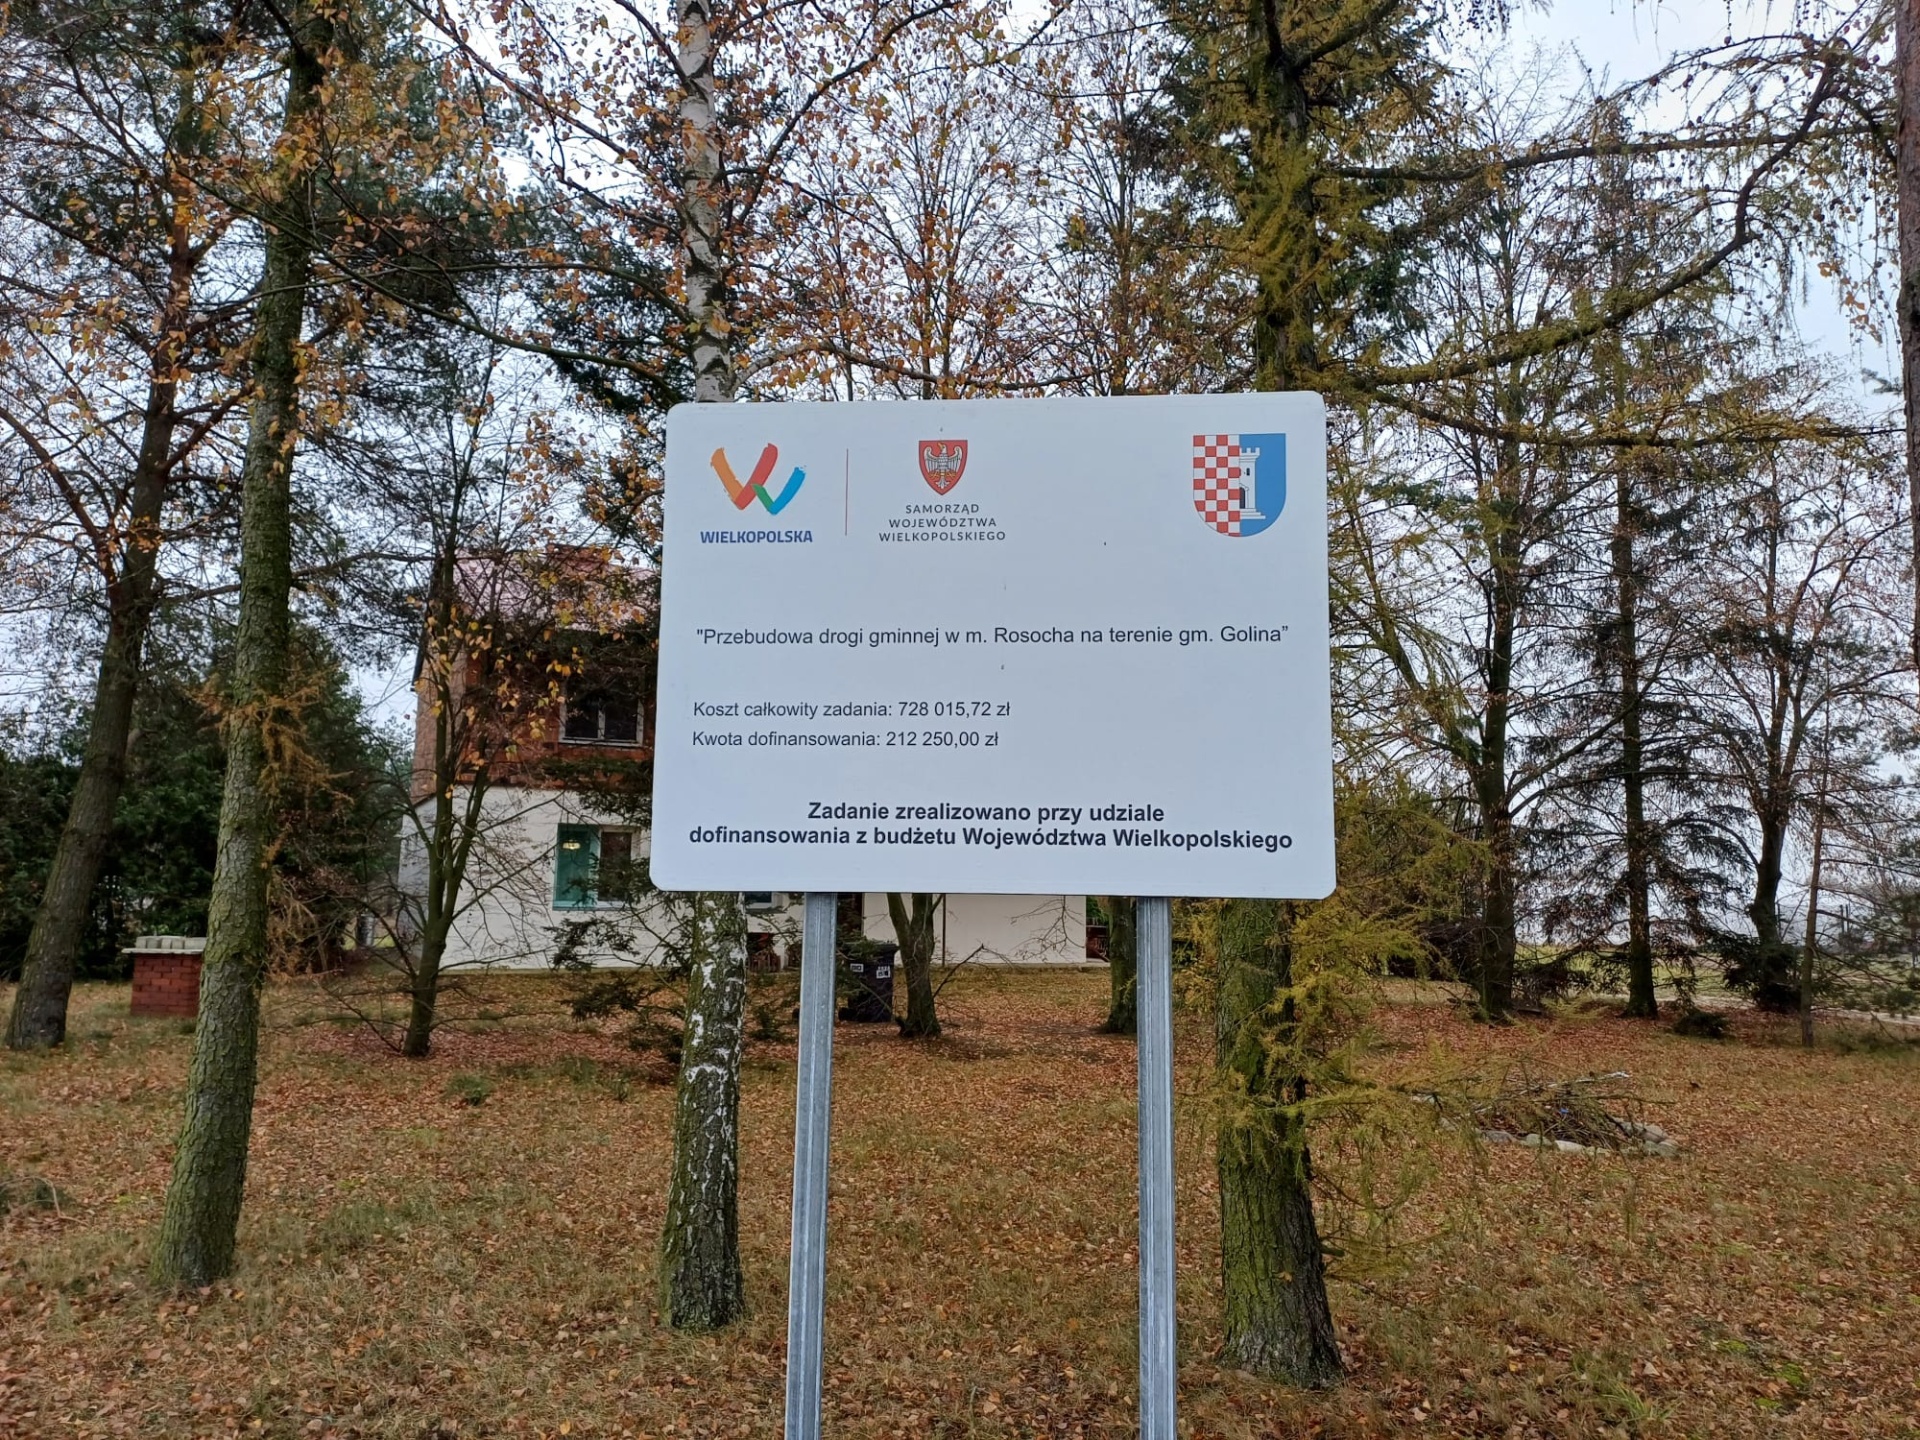 WIELKOPOLSKA
SAMORZĄD
WOJEWÓDZTWA
WIELKOPOLSKIEGO
"Przebudowa drogi gminnej w m. Rosocha na terenie gm. Golina”
Koszt całkowity zadania: 728 015,72 zł
Kwota dofinansowania: 212 250,00 zł
Zadanie zrealizowano przy udziale
dofinansowania z budżetu Województwa Wielkopolskiego